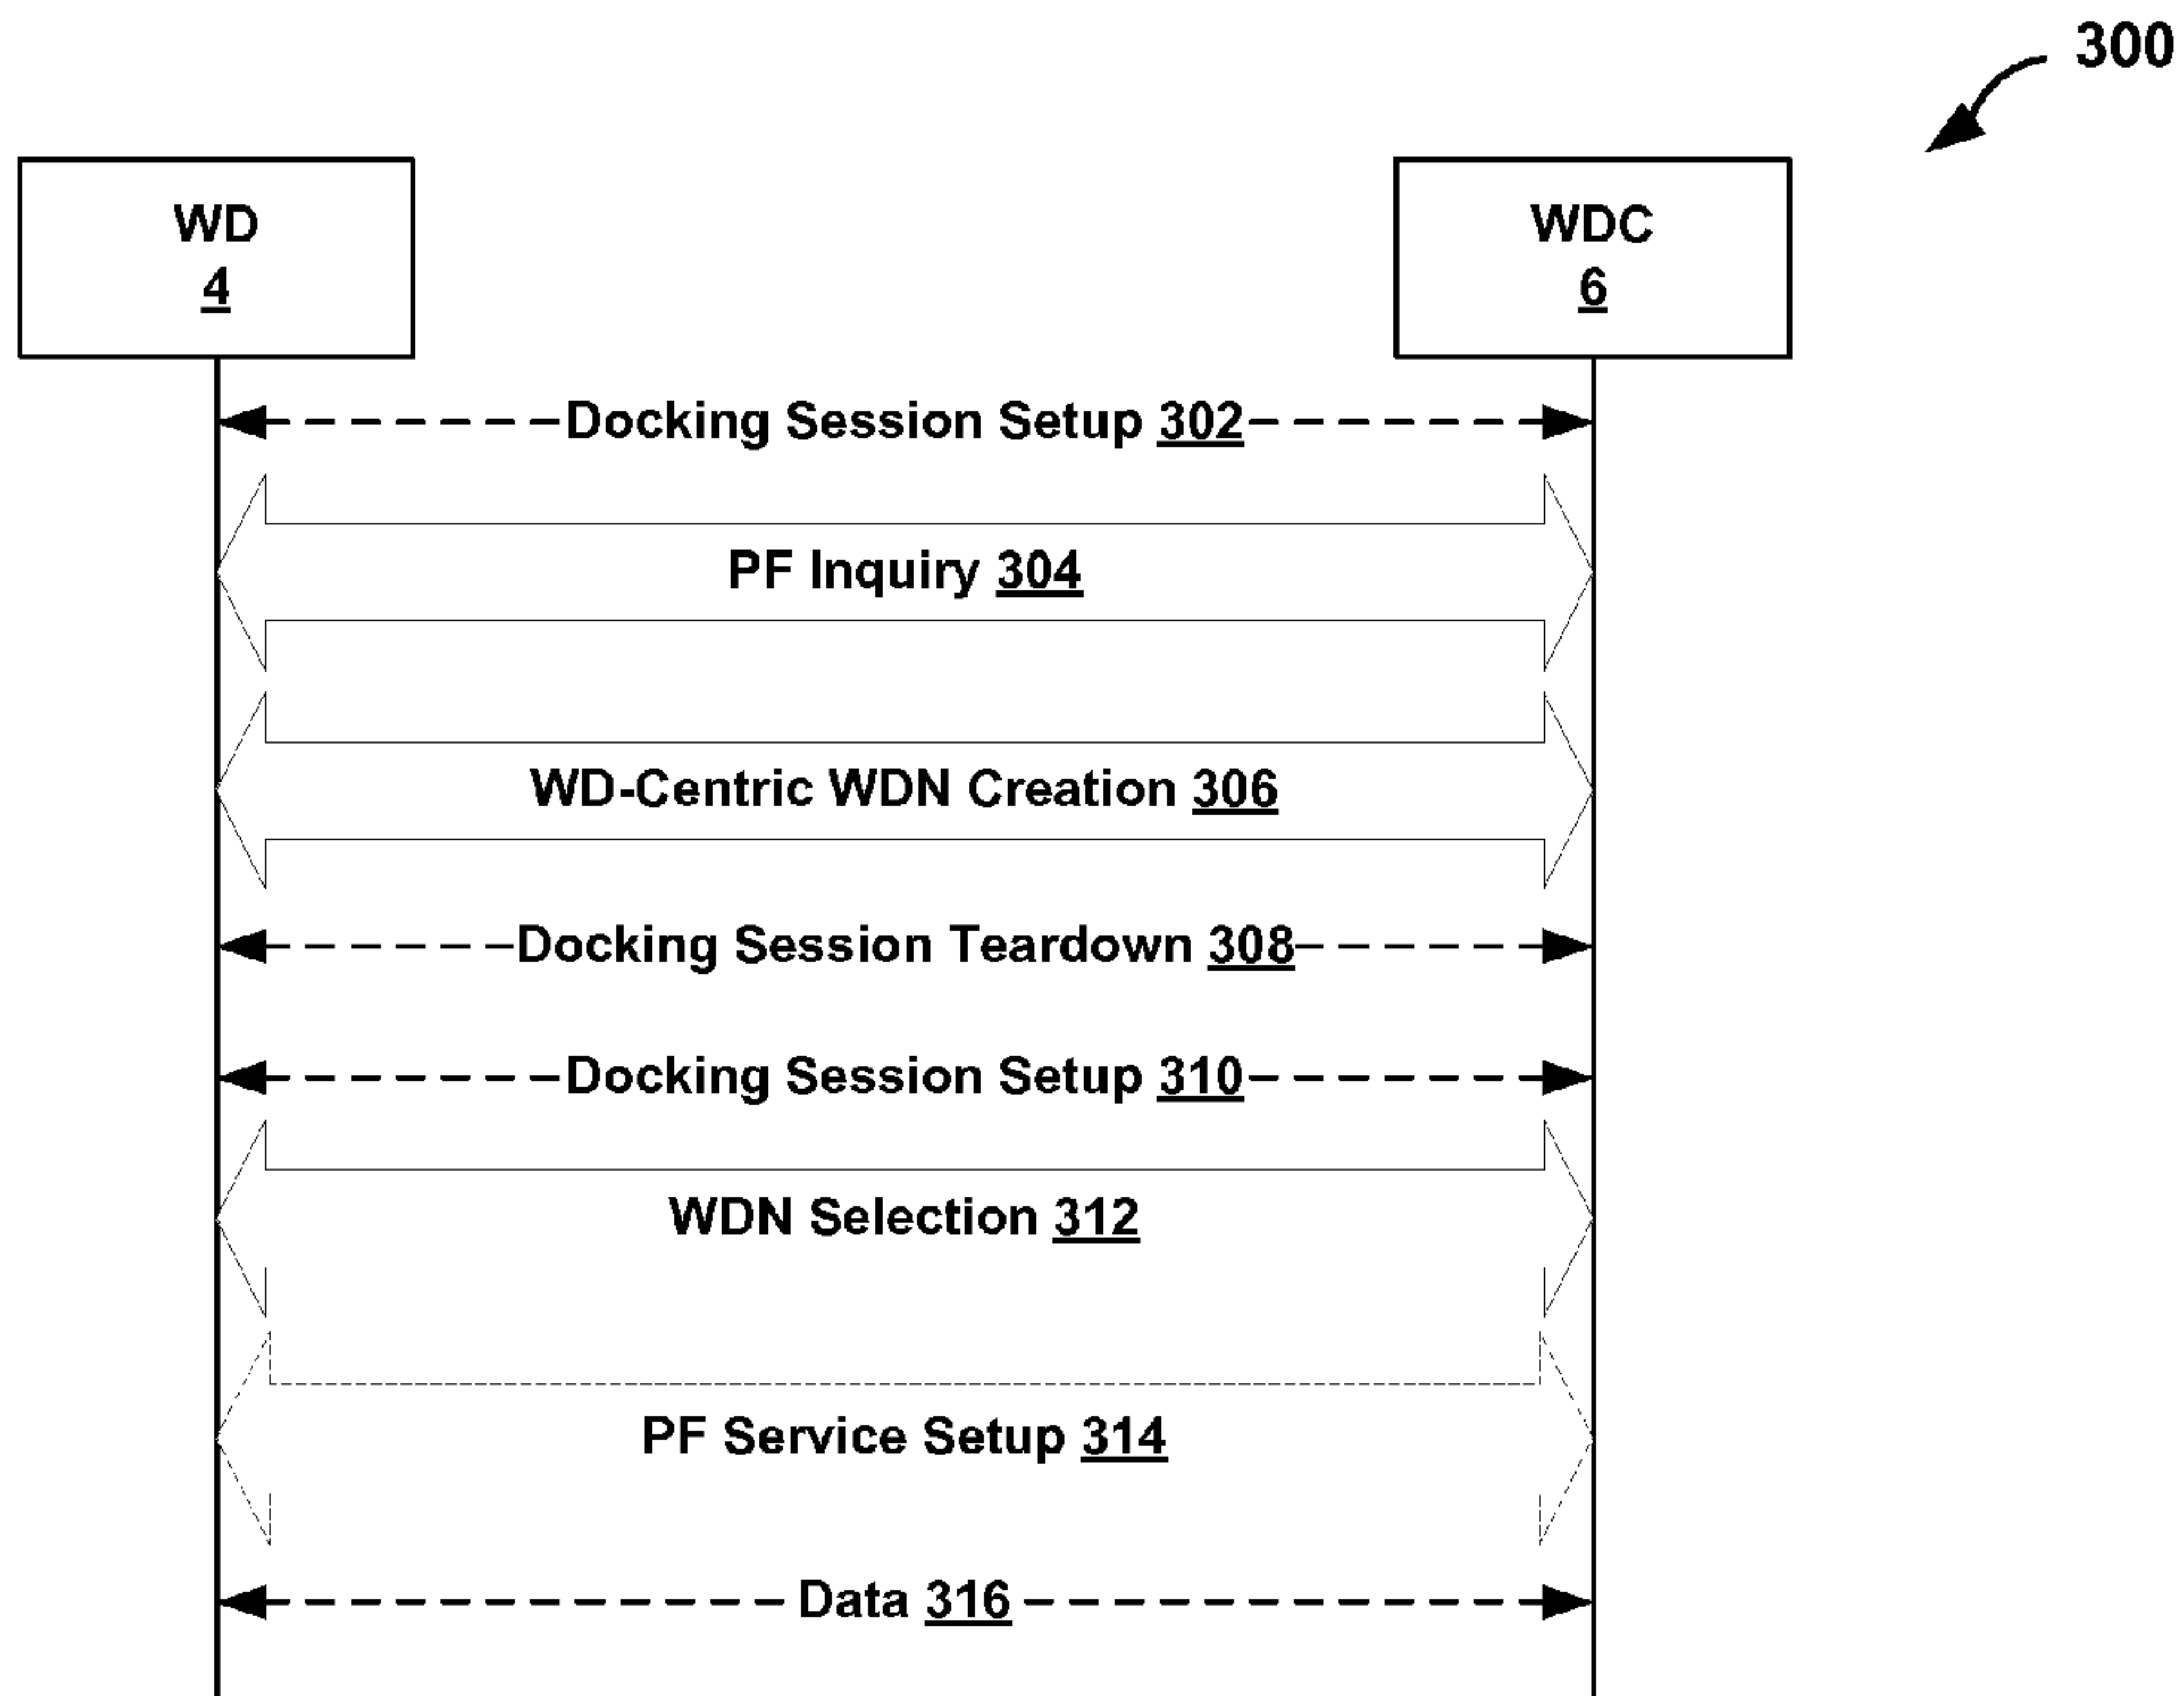 300
WD
4
WDC
6
Docking Session Setup 302
PF Inquiry 304
WD-Centric WDN Creation 306
Docking Session Teardown 308
Docking Session Setup 310
WDN Selection 312
PF Service Setup 314
Data 316